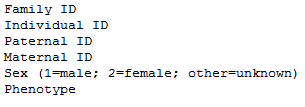 Family ID
Individual ID
Paternal ID
Maternal ID
Sex (1=male; 2=female; other=unknown)
Phenotype